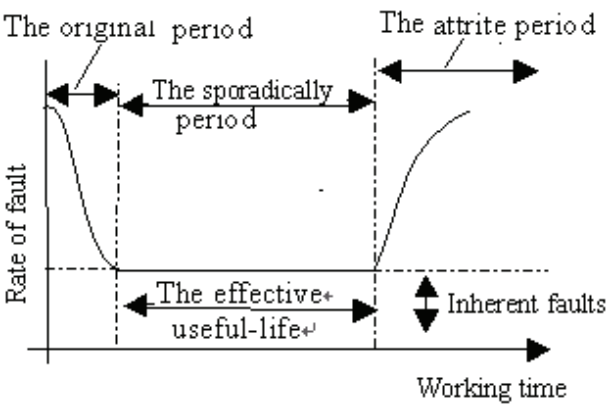 The original period
The attrite period
The sporadically
period
Rate of fault
The effective↵
useful-life↵
Inherent faults
Working time